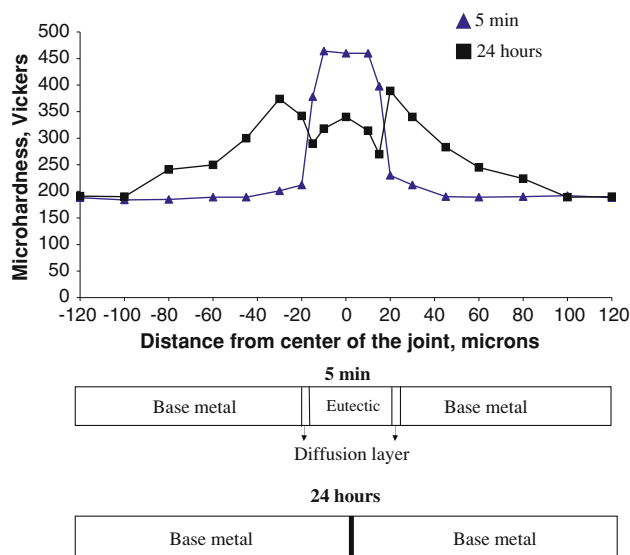 5 min
24 hours
Microhardness, Vickers
500
450
400
350
300
250
200
150
100
50
0
-120 -100 -80 -60 -40 -20 0 20 40 60 80 100 120
Distance from center of the joint, microns
5 min
Base metal Eutectic Base metal
Diffusion layer
24 hours
Base metal Base metal